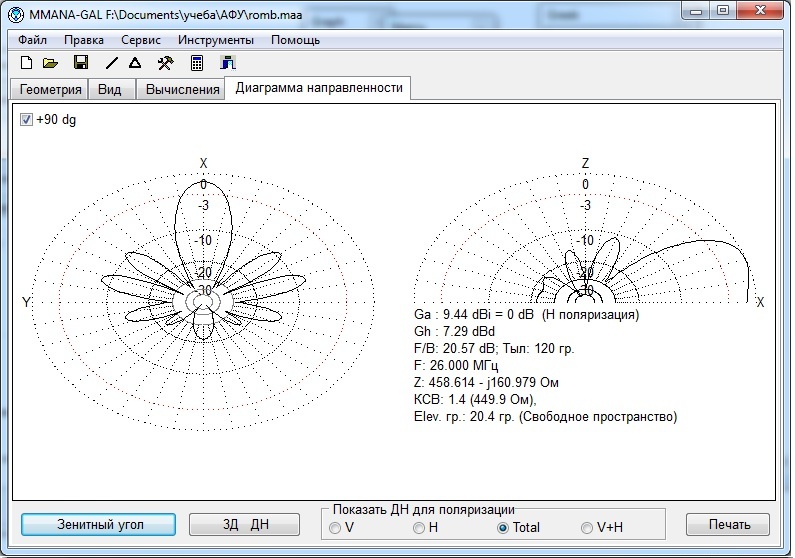 MMANA-GAL F:\Documents\учеба\АФУ\romb.maa
Файл Правка Сервис Инструменты Помощь
Геометрия Вид Вычисления Диаграмма направленности
+90 dg
X
0
-3
-10
-20
-30
Y
Z
0
-3
-10
-20
-30
X
Ga : 9.44 dBi = 0 dB (Н поляризация)
Gh : 7.29 dBd
F/B: 20.57 dB; Тыл: 120 гр.
F: 26.000 МГц
Z: 458.614 - j160.979 Ом
КСВ: 1.4 (449.9 Ом),
Elev. гр.: 20.4 гр. (Свободное пространство)
Показать ДН для поляризации
Зенитный угол 3Д ДН V H Total V+H Печать